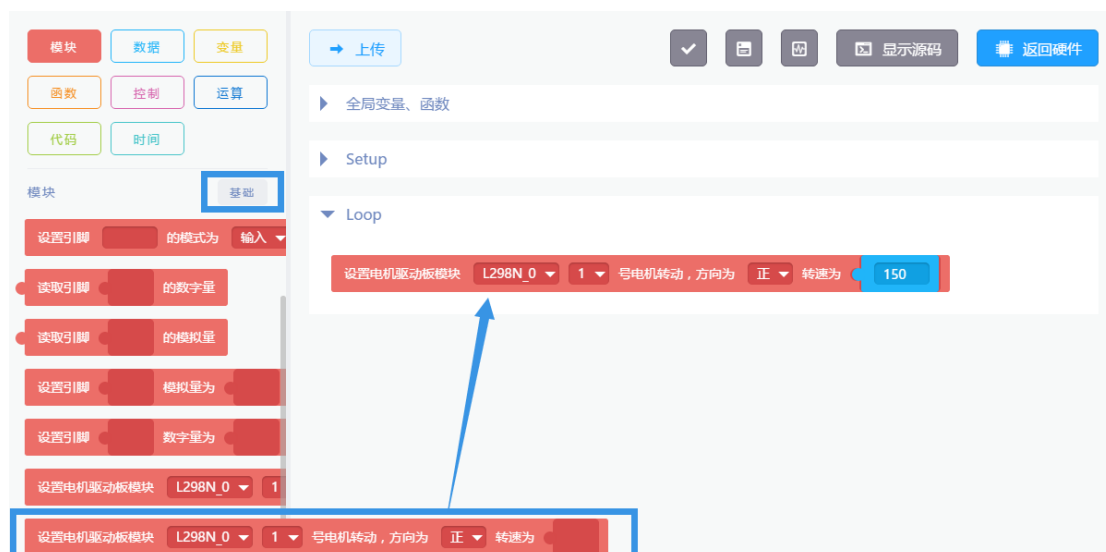 模块 数据 变量
函数 控制 运算
代码 时间
模块 基础
设置引脚 的模式为 输入
读取引脚 的数字量
读取引脚 的模拟量
设置引脚 模拟量为
设置引脚 数字量为
设置电机驱动板模块 L298N_0 1
设置电机驱动板模块 L298N_0 1 号电机转动,方向为 正 转速为
上传 显示源码 返回硬件
全局变量、函数
Setup
Loop
设置电机驱动板模块 L298N_0 1 号电机转动,方向为 正 转速为 150